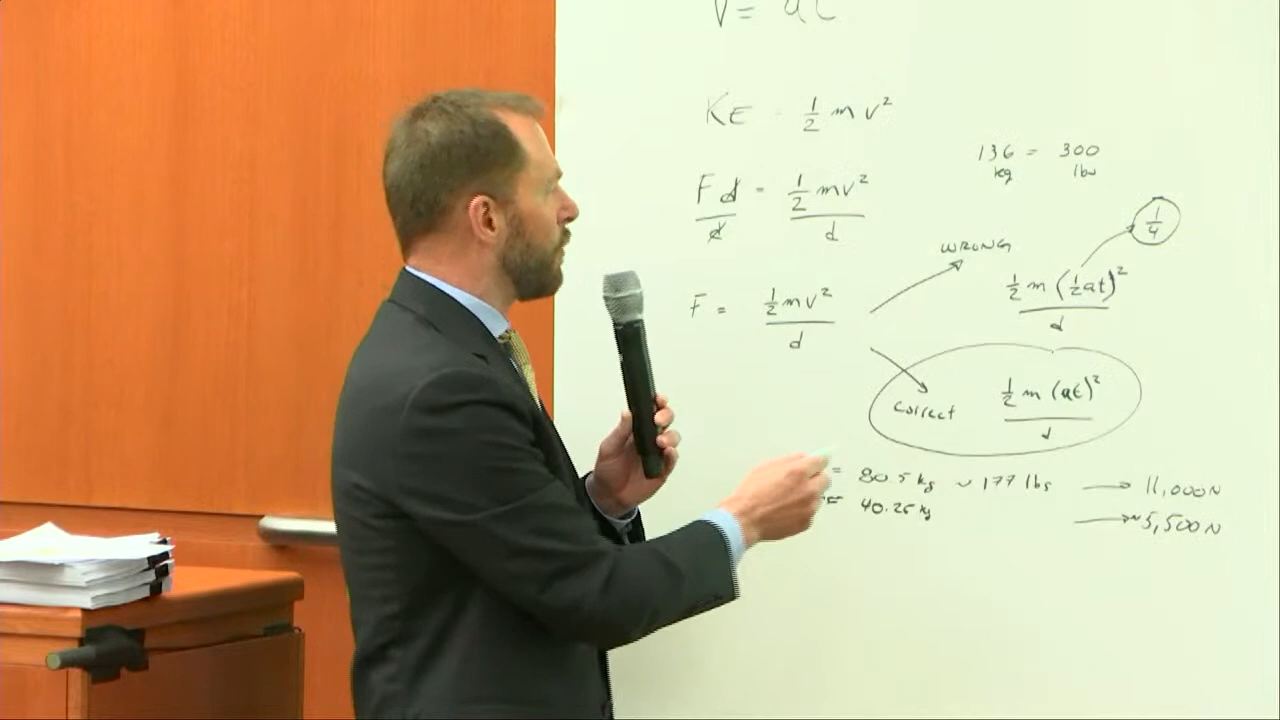 V = at
KE = 1/2 m v²
136 kg = 300 lbs
Fd/d = 1/2 mv²/d
1/4
WRONG
1/2 m (1/2 at)²/d
F = 1/2 mv²/d
correct 1/2 m (at)²/d
= 80.5 kg ~ 177 lbs → 11,000 N
= 40.25 kg → ~5,500 N